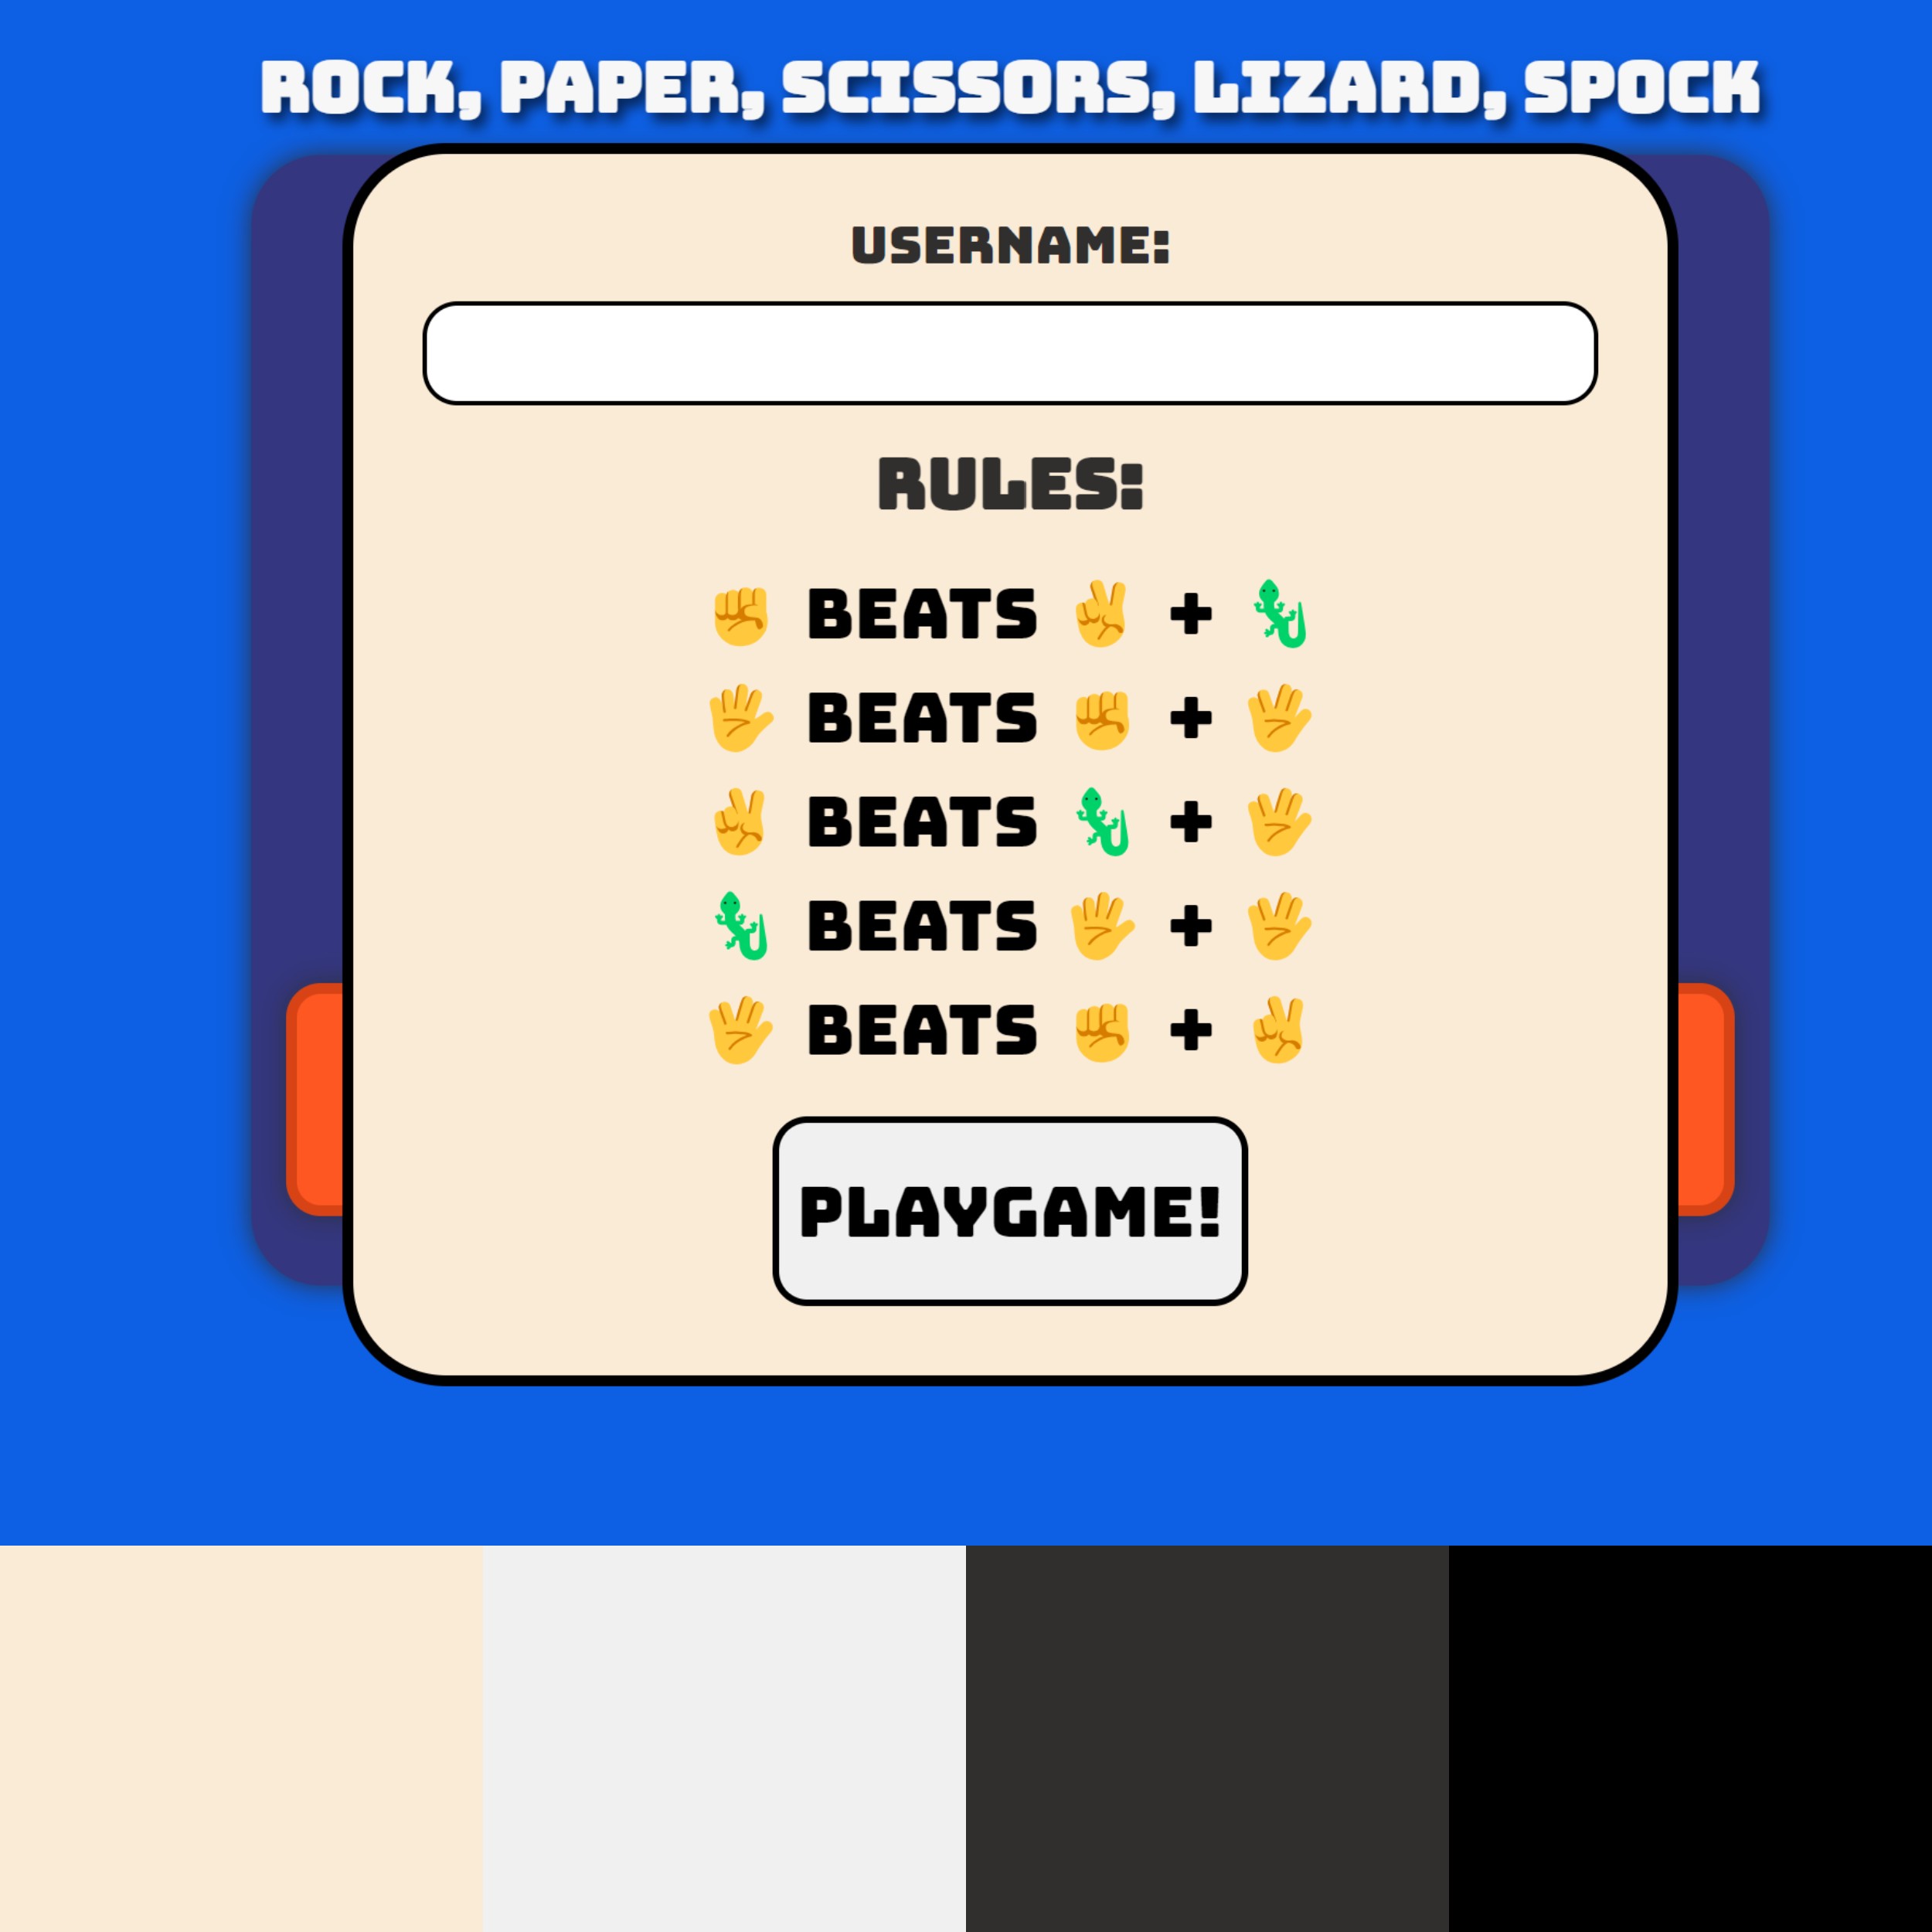 ROCK, PAPER, SCISSORS, LIZARD, SPOCK
USERNAME:
RULES:
✊ BEATS ✌️ + 🦎
🖐️ BEATS ✊ + 🖖
✌️ BEATS 🦎 + 🖖
🦎 BEATS 🖐️ + 🖖
🖖 BEATS ✊ + ✌️
PLAYGAME!